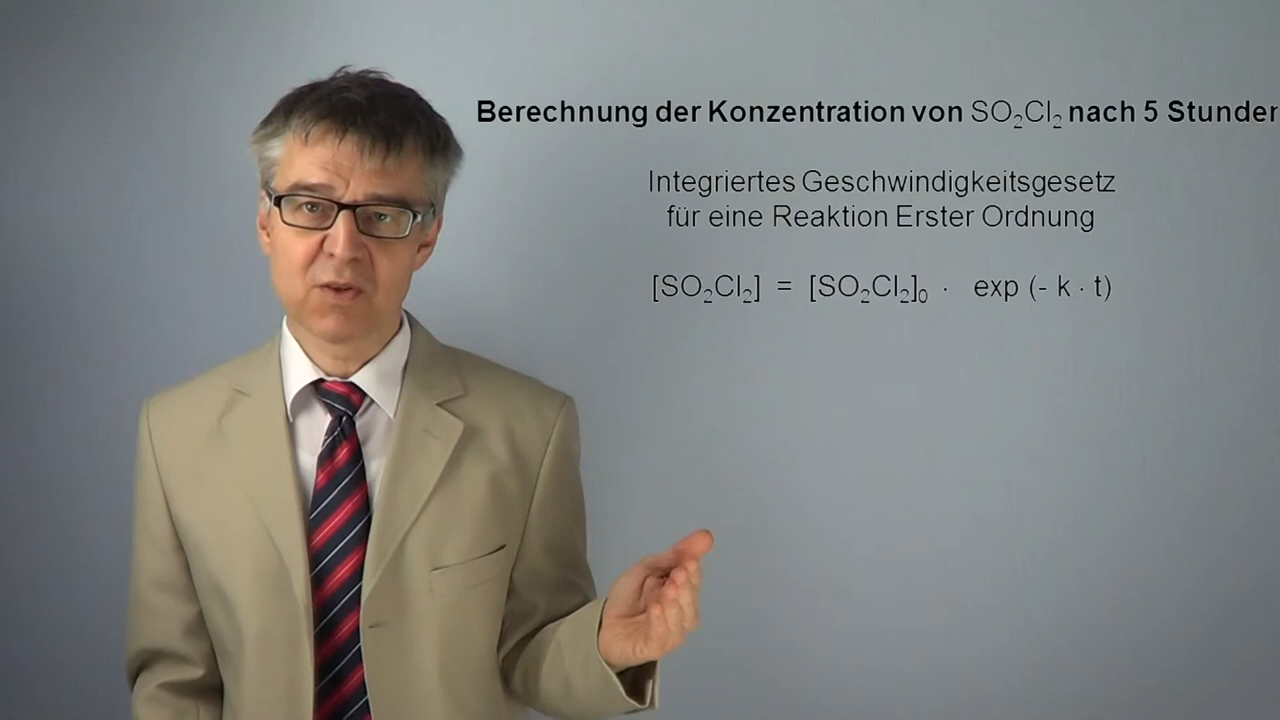 Berechnung der Konzentration von SO₂Cl₂ nach 5 Stunden
Integriertes Geschwindigkeitsgesetz
für eine Reaktion Erster Ordnung
[SO₂Cl₂] = [SO₂Cl₂]₀ · exp (- k · t)